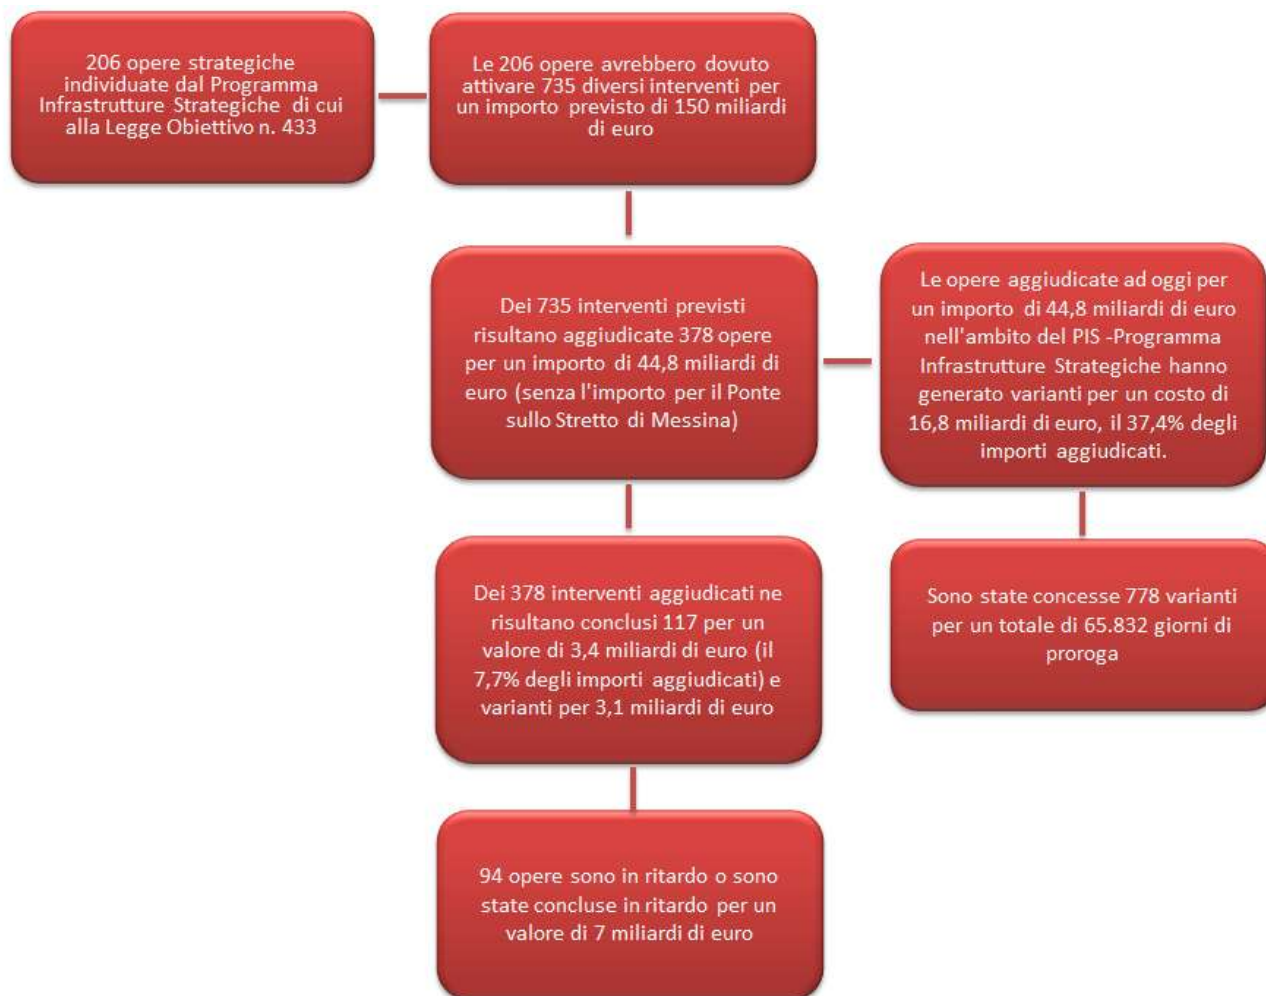 206 opere strategiche
individuate dal Programma
Infrastrutture Strategiche di cui
alla Legge Obiettivo n. 433
Le 206 opere avrebbero dovuto
attivare 735 diversi interventi per
un importo previsto di 150 miliardi
di euro
Dei 735 interventi previsti
risultano aggiudicate 378 opere
per un importo di 44,8 miliardi di
euro (senza l'importo per il Ponte
sullo Stretto di Messina)
Le opere aggiudicate ad oggi per
un importo di 44,8 miliardi di euro
nell'ambito del PIS -Programma
Infrastrutture Strategiche hanno
generato varianti per un costo di
16,8 miliardi di euro, il 37,4% degli
importi aggiudicati.
Dei 378 interventi aggiudicati ne
risultano conclusi 117 per un
valore di 3,4 miliardi di euro (il
7,7% degli importi aggiudicati) e
varianti per 3,1 miliardi di euro
Sono state concesse 778 varianti
per un totale di 65.832 giorni di
proroga
94 opere sono in ritardo o sono
state concluse in ritardo per un
valore di 7 miliardi di euro